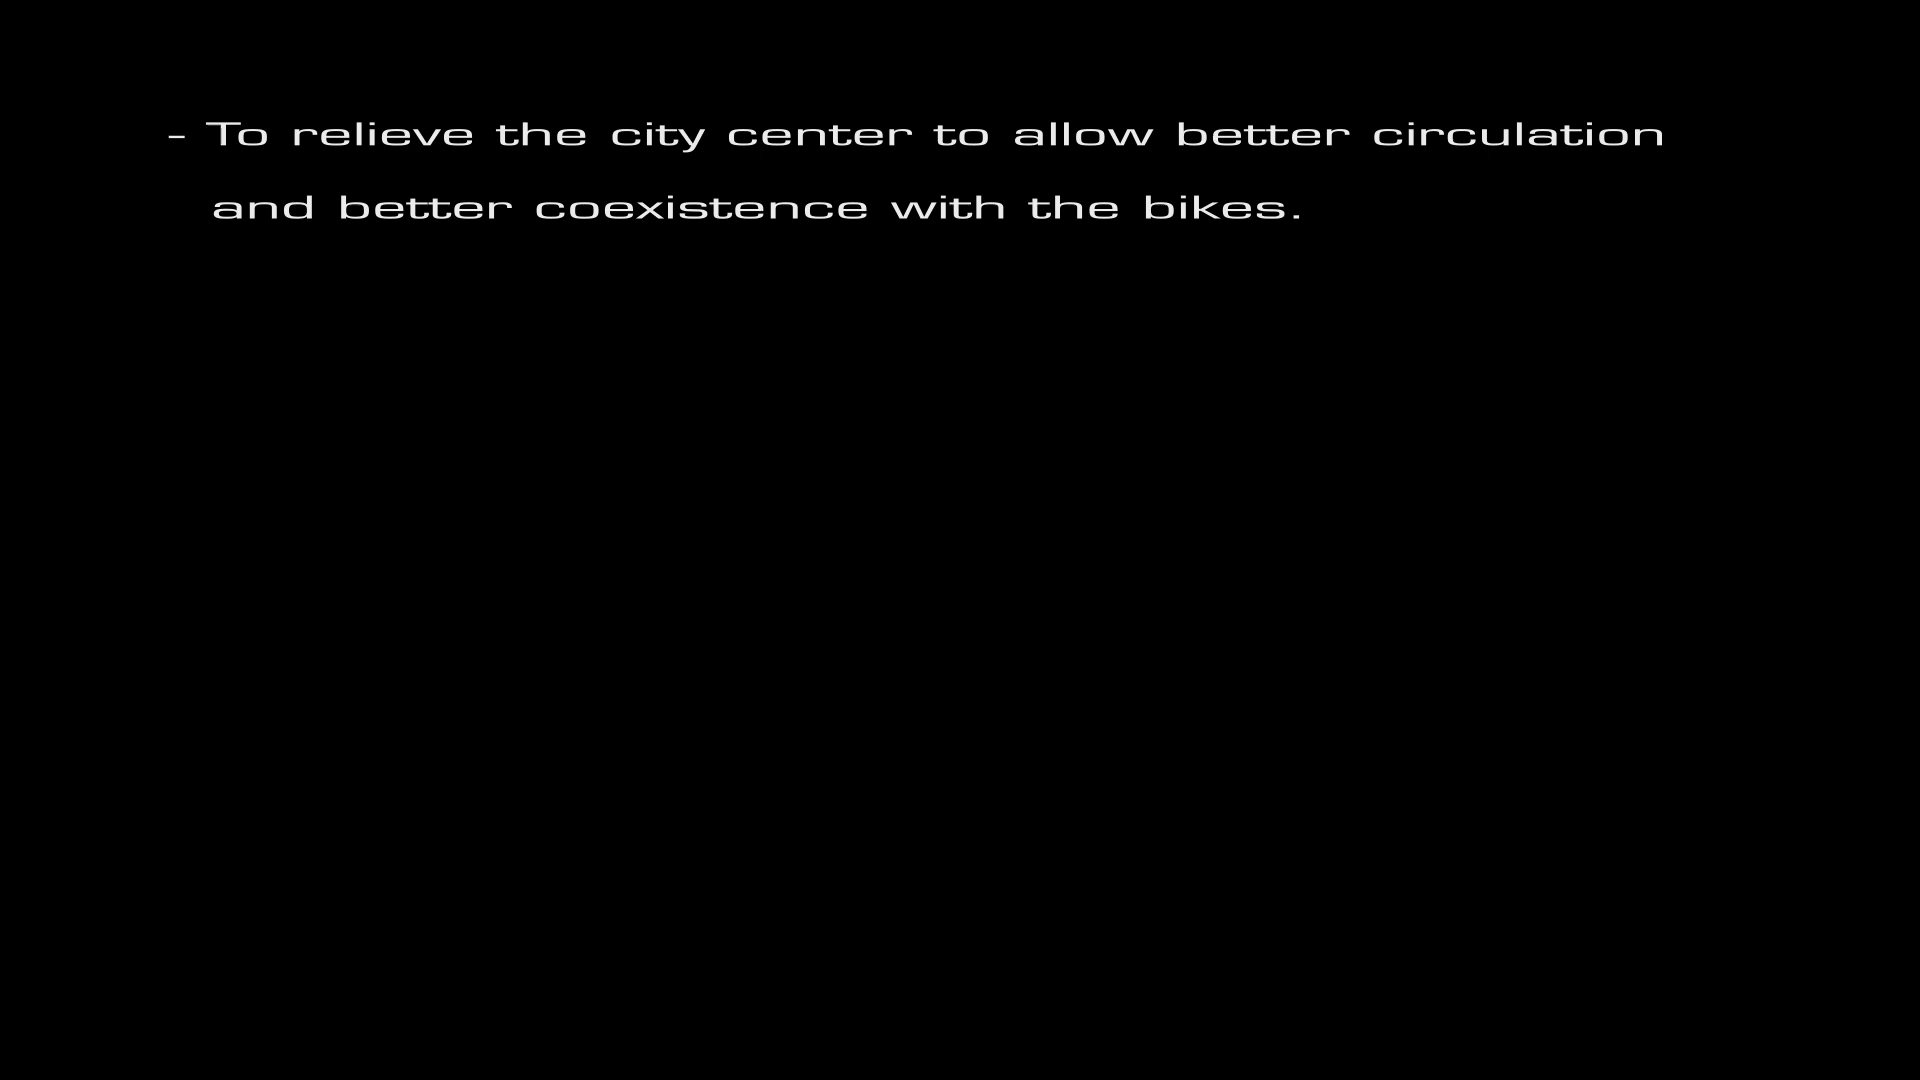 - To relieve the city center to allow better circulation
and better coexistence with the bikes.